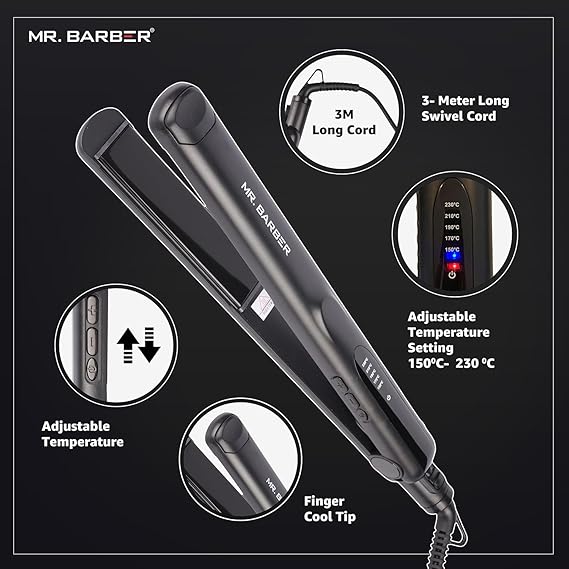 MR. BARBER®
3M
Long Cord
3- Meter Long
Swivel Cord
MR. BARBER
230°C
210°C
190°C
170°C
150°C
Adjustable
Temperature
Setting
150ºC- 230 ºC
Adjustable
Temperature
MR. B
Finger
Cool Tip